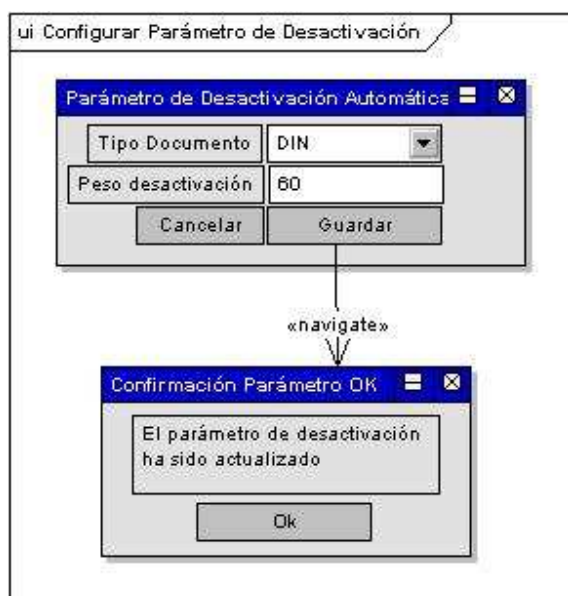 ui Configurar Parámetro de Desactivación
Parámetro de Desactivación Automática
Tipo Documento DIN
Peso desactivación 60
Cancelar Guardar
«navigate»
Confirmación Parámetro OK
El parámetro de desactivación
ha sido actualizado
Ok